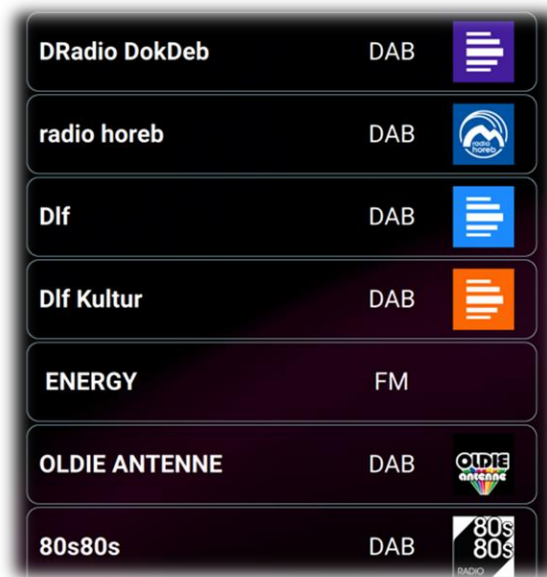 DRadio DokDeb DAB
radio horeb DAB
radio horeb
Dlf DAB
Dlf Kultur DAB
ENERGY FM
OLDIE ANTENNE DAB
OLDIE
antenne
80s80s DAB
80s
80s
RADIO